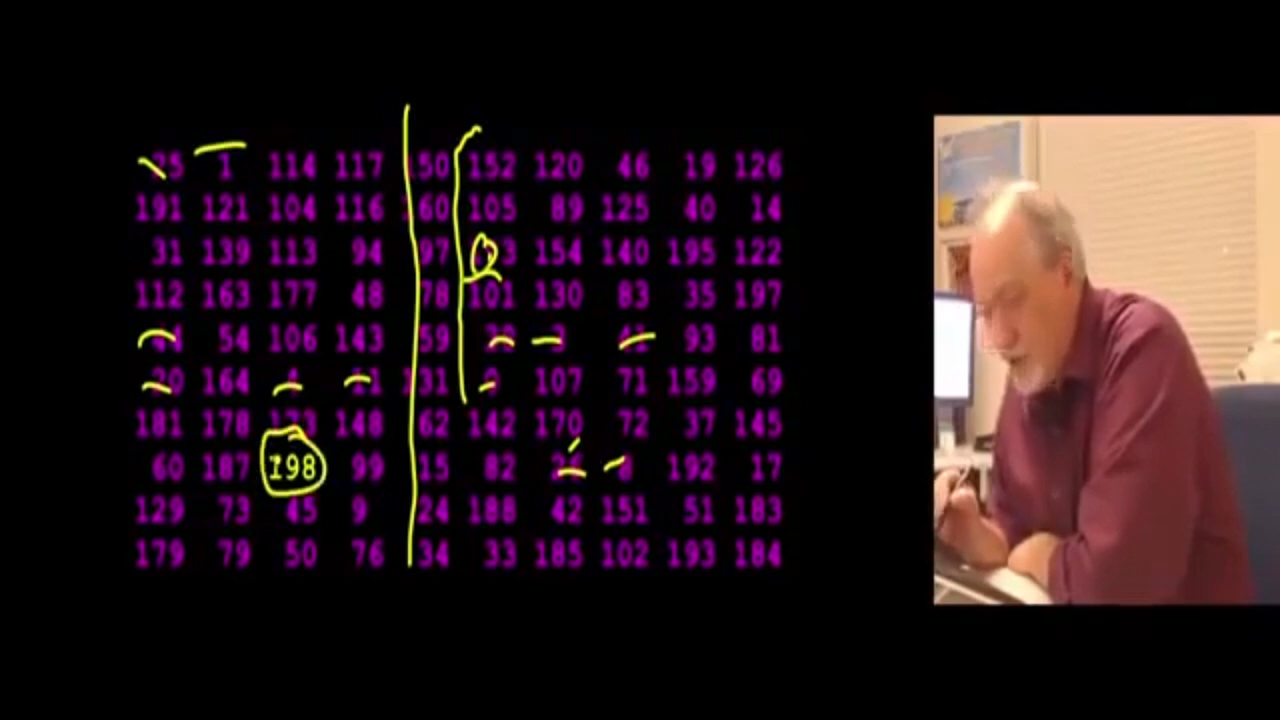 1 114 117 150 152 120 46 19 126
191 121 104 116 160 105 89 125 40 14
31 139 113 94 97 154 140 195 122
112 163 177 48 78 101 130 83 35 197
54 106 143 59 93 81
164 131 107 71 159 69
181 178 148 62 142 170 72 37 145
60 187 198 99 15 82 192 17
129 73 45 9 24 188 42 151 51 183
179 79 50 76 34 33 185 102 193 184